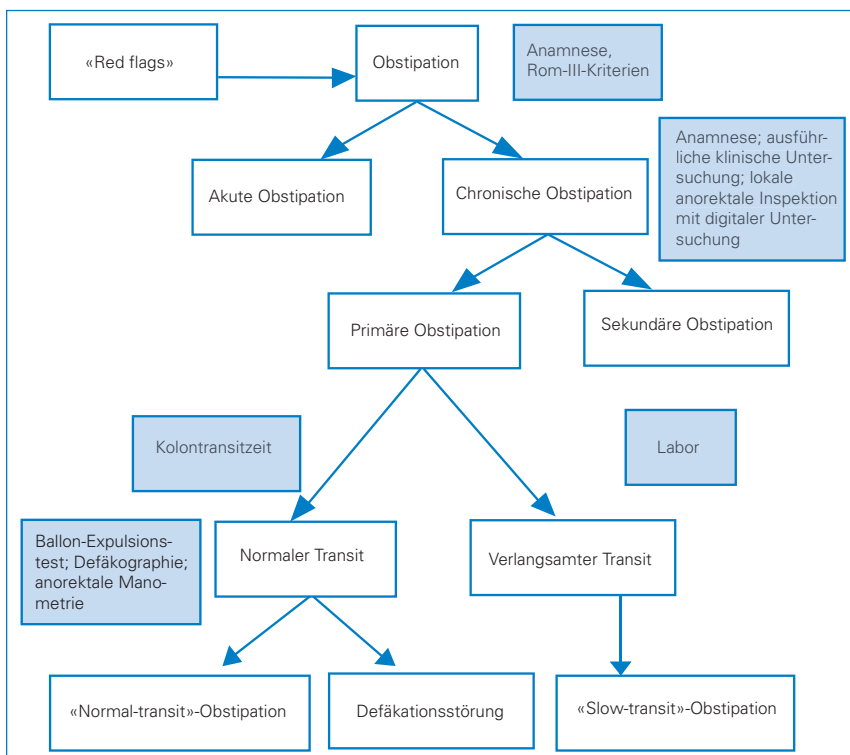 «Red flags»
Obstipation
Anamnese,
Rom-III-Kriterien
Akute Obstipation
Chronische Obstipation
Anamnese; ausführ-
liche klinische Unter-
suchung; lokale
anorektale Inspektion
mit digitaler Unter-
suchung
Primäre Obstipation
Sekundäre Obstipation
Kolontransitzeit
Labor
Ballon-Expulsions-
test; Defäkographie;
anorektale Mano-
metrie
Normaler Transit
Verlangsamter Transit
«Normal-transit»-Obstipation
Defäkationsstörung
«Slow-transit»-Obstipation